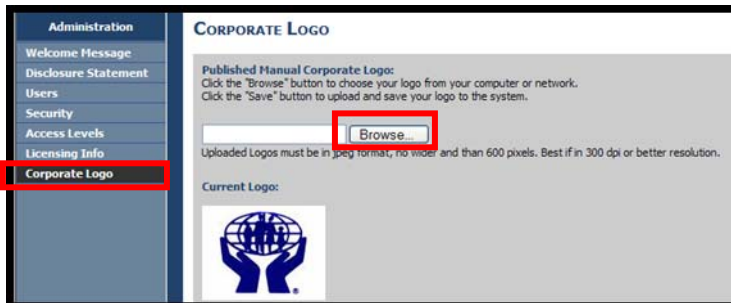 Administration
Welcome Message
Disclosure Statement
Users
Security
Access Levels
Licensing Info
Corporate Logo
CORPORATE LOGO
Published Manual Corporate Logo:
Click the "Browse" button to choose your logo from your computer or network.
Click the "Save" button to upload and save your logo to the system.
Browse...
Uploaded Logos must be in jpeg format, no wider and than 600 pixels. Best if in 300 dpi or better resolution.
Current Logo: